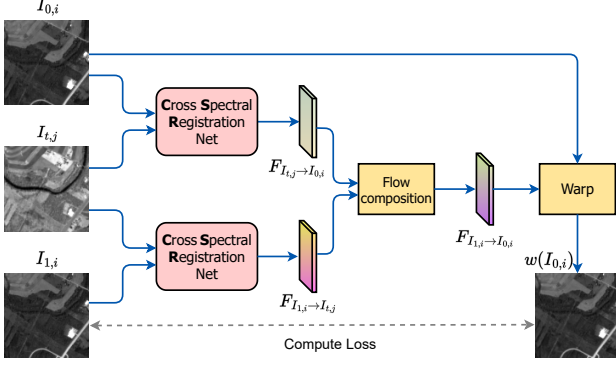 I_{0,i}
I_{t,j}
I_{1,i}
Cross Spectral
Registration
Net
Cross Spectral
Registration
Net
F_{I_{t,j}→I_{0,i}}
F_{I_{1,i}→I_{t,j}}
Flow
composition
F_{I_{1,i}→I_{0,i}}
Warp
w(I_{0,i})
Compute Loss